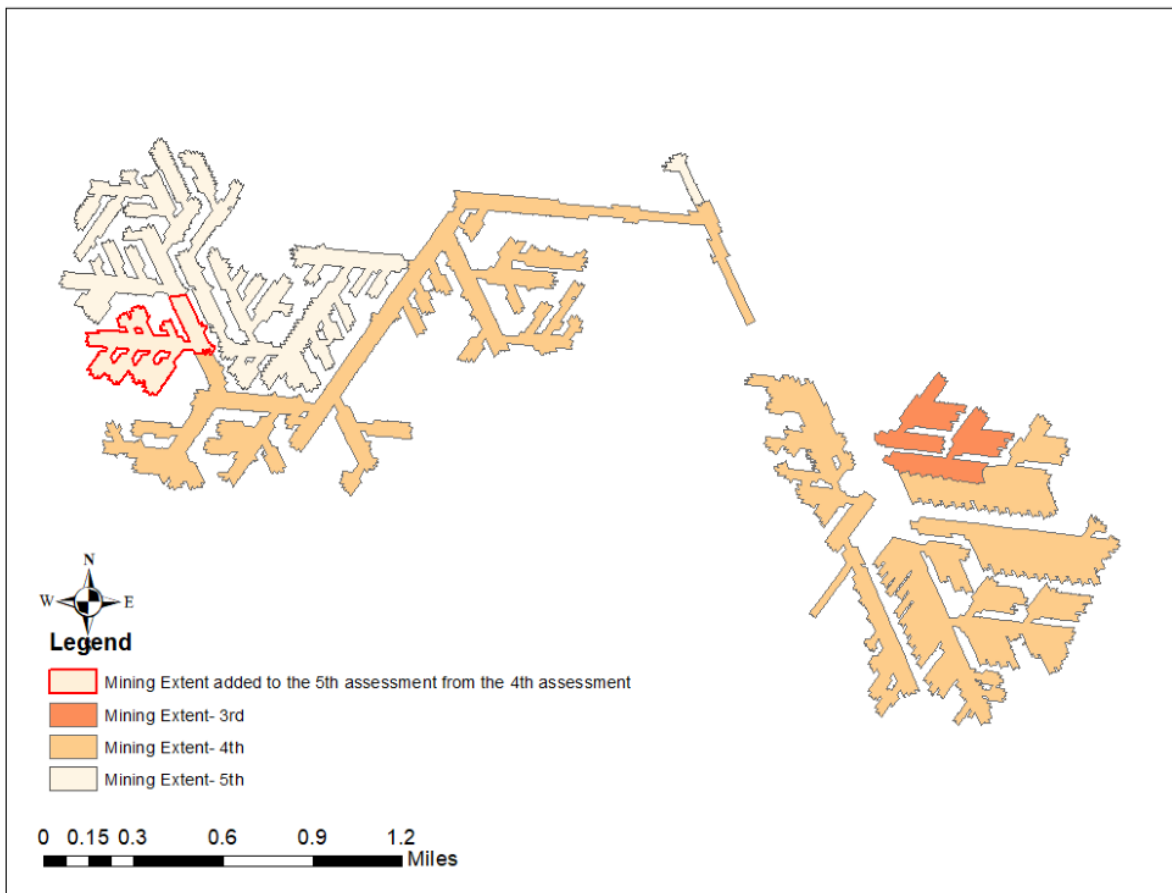 N
W E
S
Legend
Mining Extent added to the 5th assessment from the 4th assessment
Mining Extent- 3rd
Mining Extent- 4th
Mining Extent- 5th
0 0.15 0.3 0.6 0.9 1.2
Miles